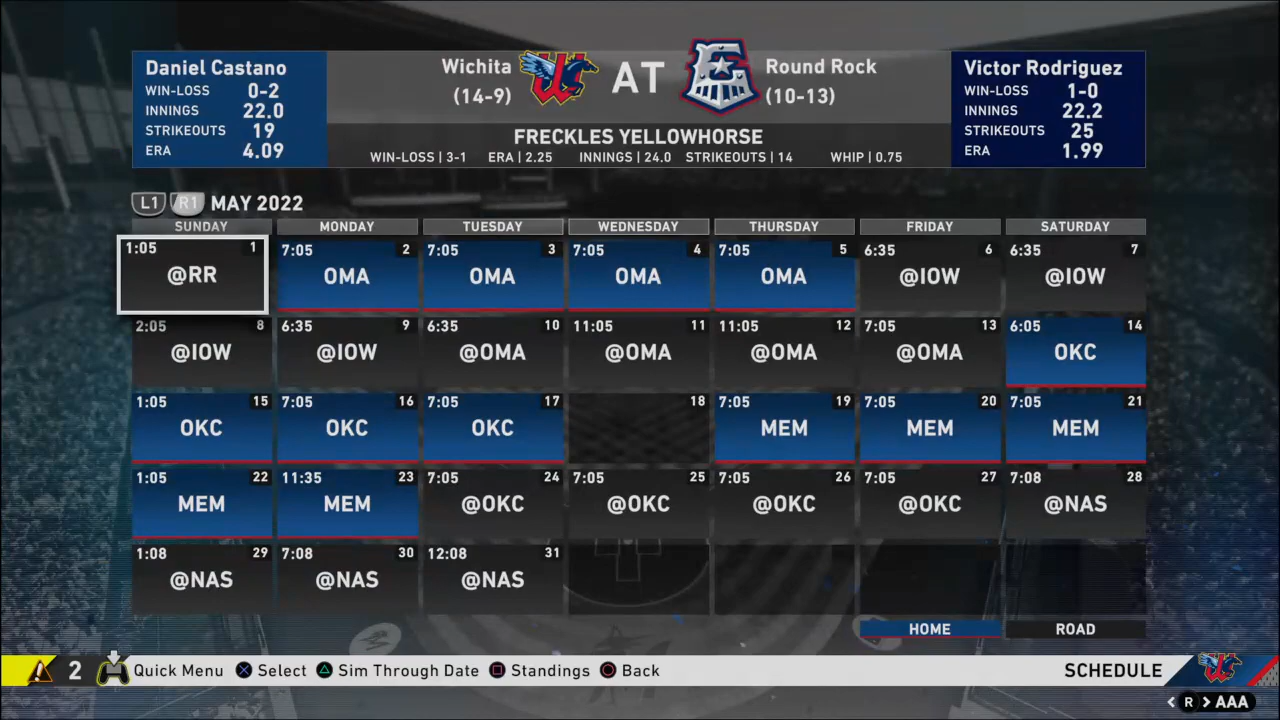 Daniel Castano
WIN-LOSS 0-2
INNINGS 22.0
STRIKEOUTS 19
ERA 4.09
Wichita
(14-9)
AT
Round Rock
(10-13)
Victor Rodriguez
WIN-LOSS 1-0
INNINGS 22.2
STRIKEOUTS 25
ERA 1.99
FRECKLES YELLOWHORSE
WIN-LOSS | 3-1 ERA | 2.25 INNINGS | 24.0 STRIKEOUTS | 14 WHIP | 0.75
L1 R1 MAY 2022
SUNDAY MONDAY TUESDAY WEDNESDAY THURSDAY FRIDAY SATURDAY
1:05 1 7:05 2 7:05 3 7:05 4 7:05 5 6:35 6 6:35 7
@RR OMA OMA OMA OMA @IOW @IOW
2:05 8 6:35 9 6:35 10 11:05 11 11:05 12 7:05 13 6:05 14
@IOW @IOW @OMA @OMA @OMA @OMA OKC
1:05 15 7:05 16 7:05 17 18 7:05 19 7:05 20 7:05 21
OKC OKC OKC MEM MEM MEM
1:05 22 11:35 23 7:05 24 7:05 25 7:05 26 7:05 27 7:08 28
MEM MEM @OKC @OKC @OKC @OKC @NAS
1:08 29 7:08 30 12:08 31
@NAS @NAS @NAS
HOME ROAD
2 Quick Menu Select Sim Through Date Standings Back
SCHEDULE
< R > AAA